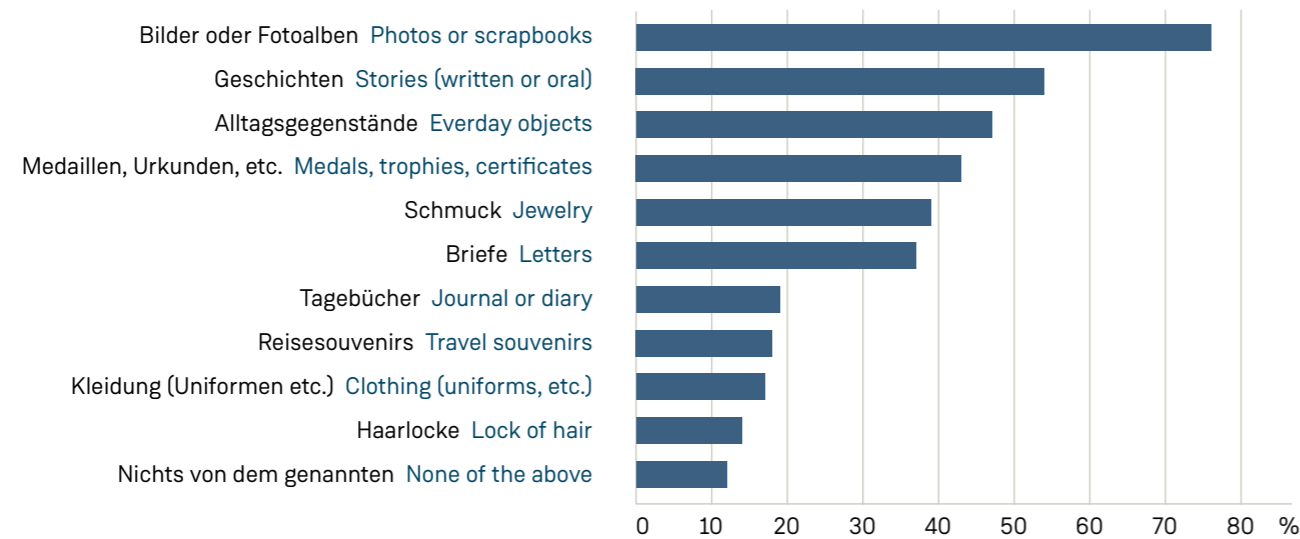 Bilder oder Fotoalben Photos or scrapbooks
Geschichten Stories (written or oral)
Alltagsgegenstände Everday objects
Medaillen, Urkunden, etc. Medals, trophies, certificates
Schmuck Jewelry
Briefe Letters
Tagebücher Journal or diary
Reisesouvenirs Travel souvenirs
Kleidung (Uniformen etc.) Clothing (uniforms, etc.)
Haarlocke Lock of hair
Nichts von dem genannten None of the above
0 10 20 30 40 50 60 70 80 %